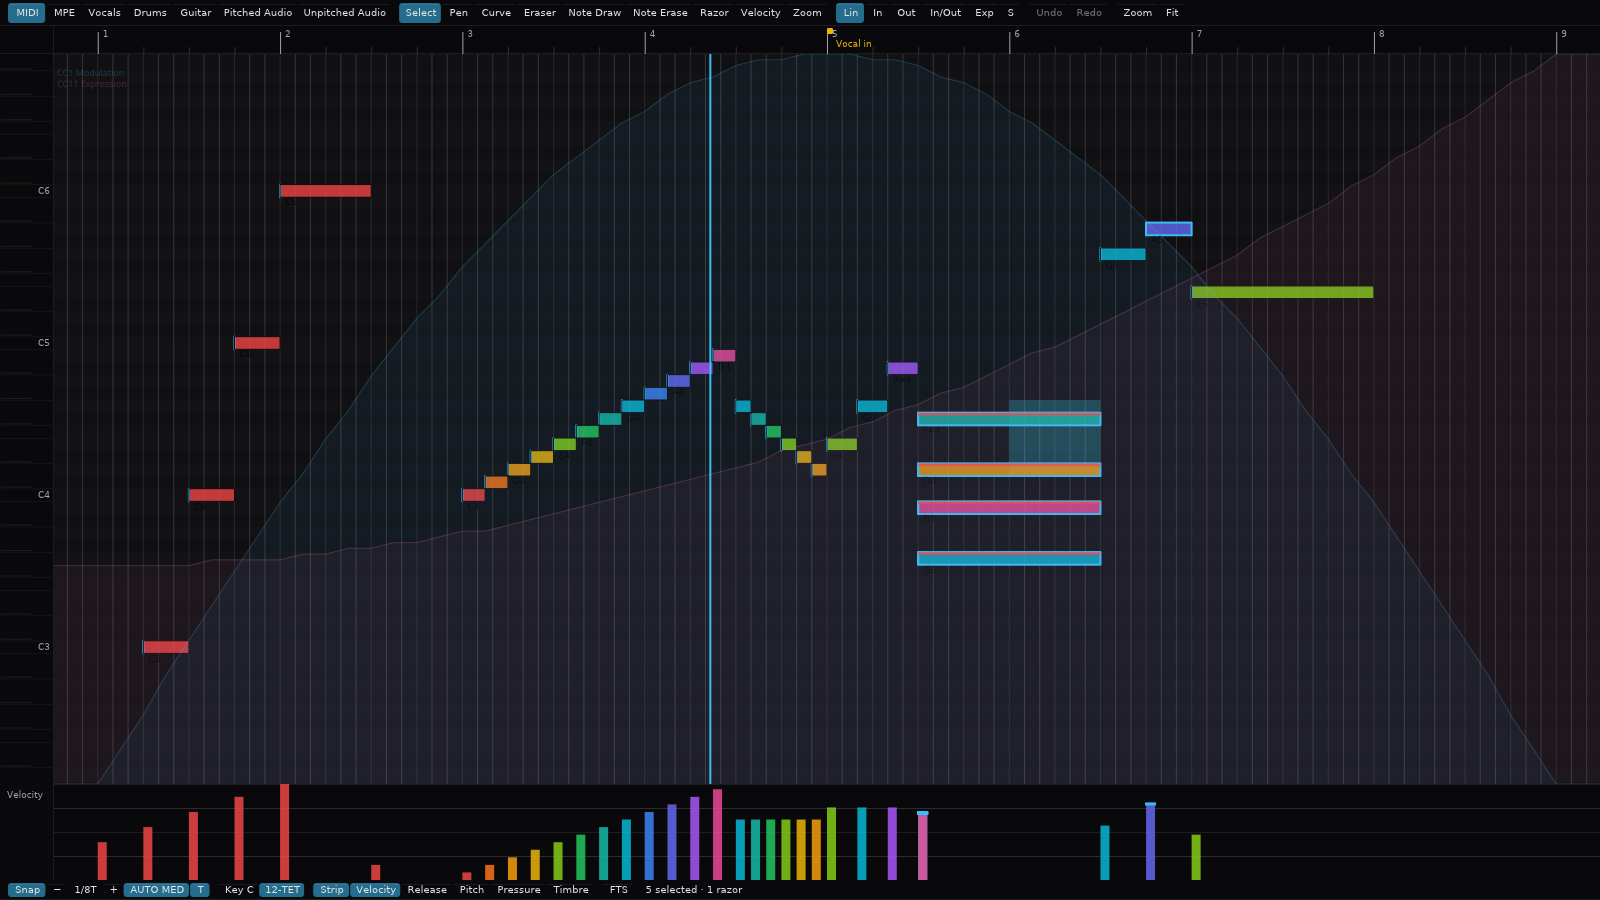 MIDI MPE Vocals Drums Guitar Pitched Audio Unpitched Audio Select Pen Curve Eraser Note Draw Note Erase Razor Velocity Zoom Lin In Out In/Out Exp S Undo Redo Zoom Fit
1 2 3 4 5 6 7 8 9
Vocal in
CC1 Modulation
CC11 Expression
C6
C5
C4
C3
Velocity
Snap − 1/8T + AUTO MED T Key C 12-TET Strip Velocity Release Pitch Pressure Timbre FTS 5 selected · 1 razor